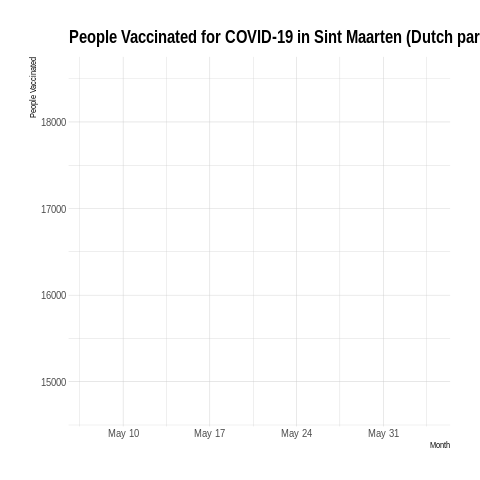 People Vaccinated for COVID-19 in Sint Maarten (Dutch par
People Vaccinated
18000
17000
16000
15000
May 10 May 17 May 24 May 31
Month